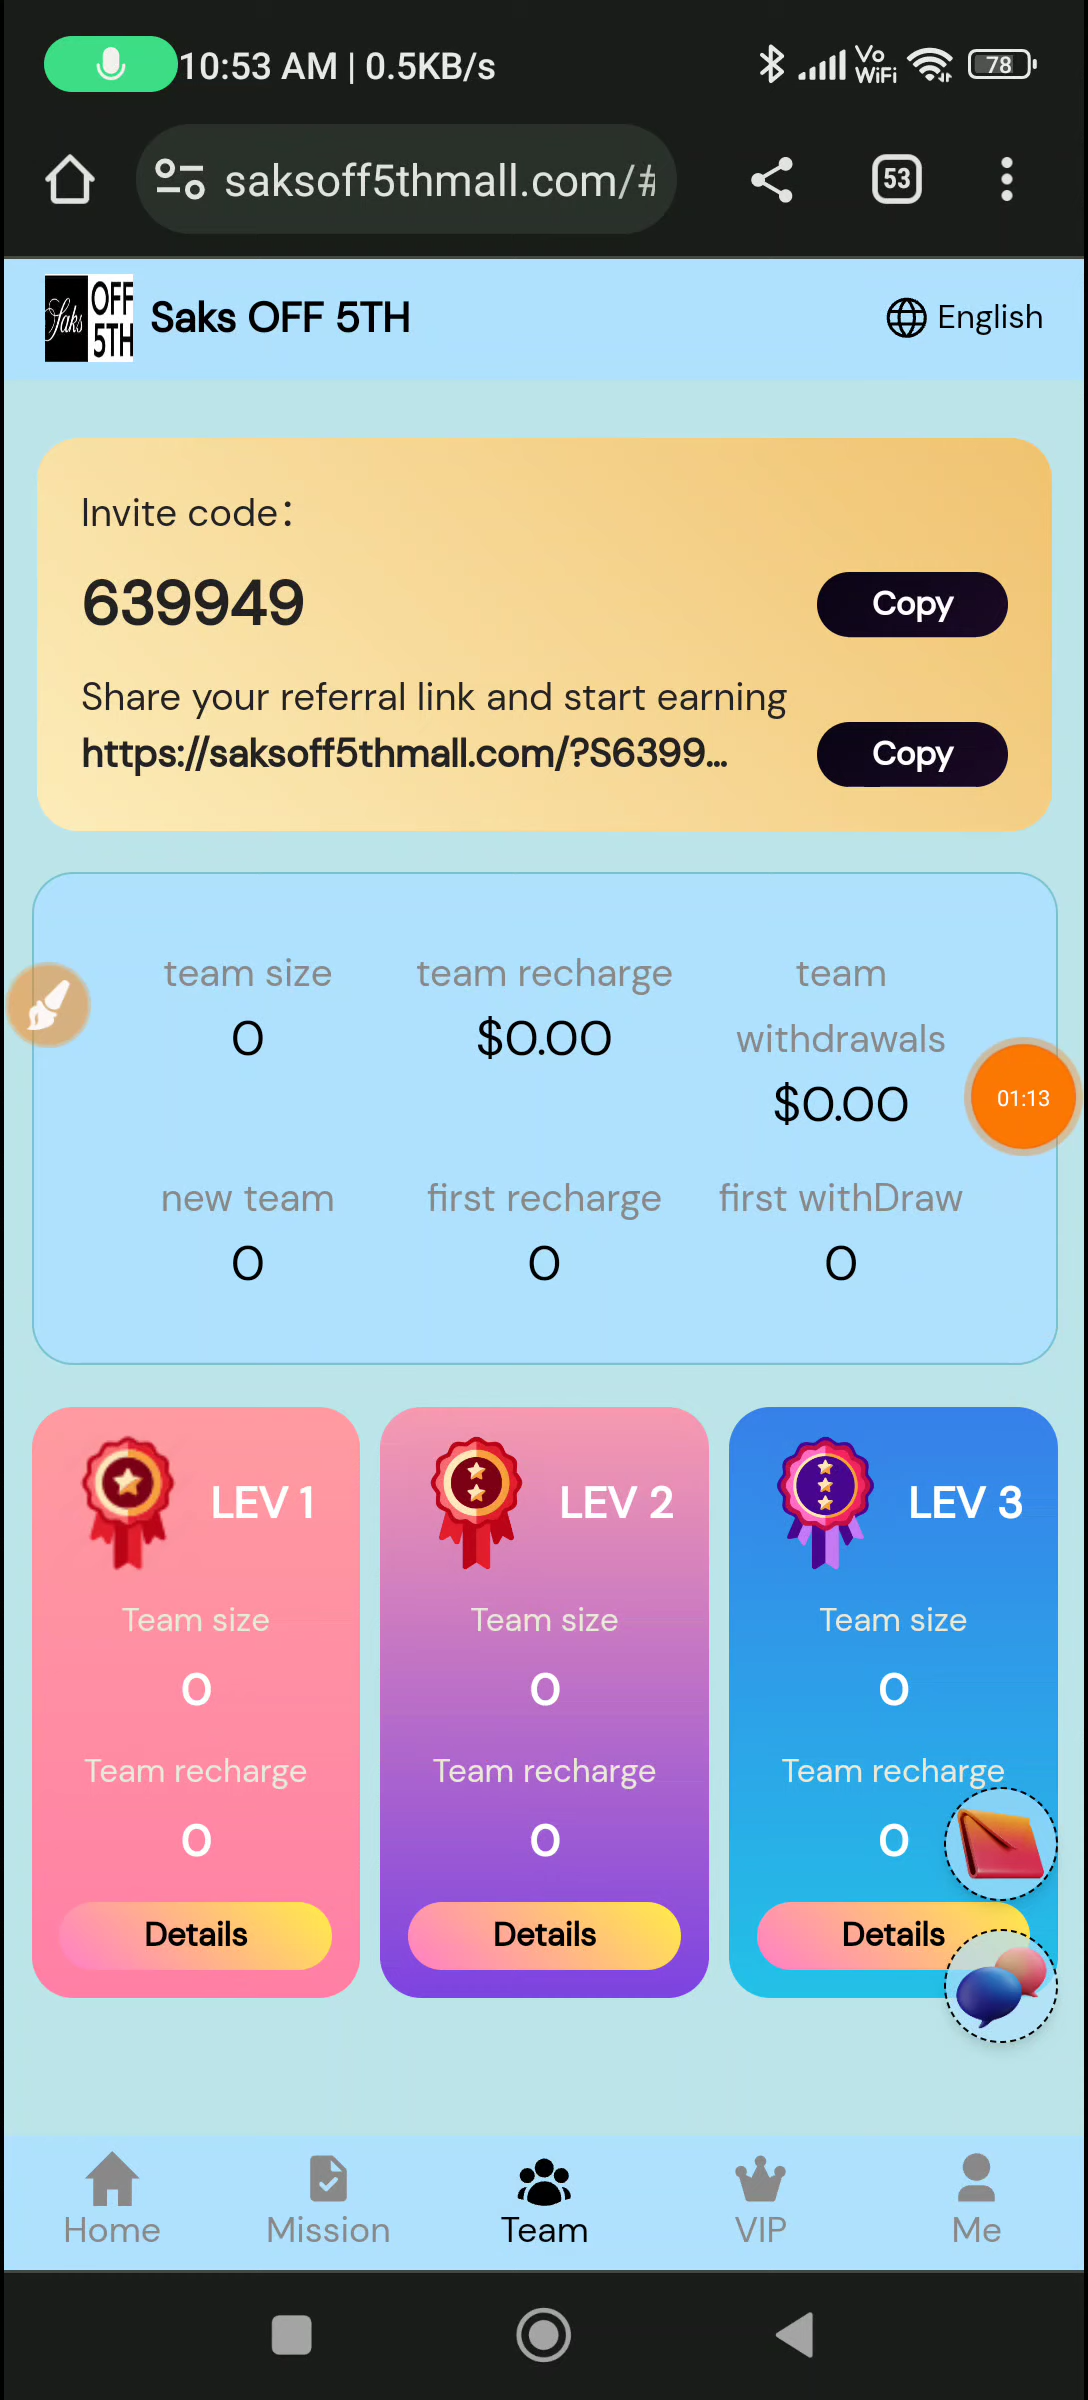 10:53 AM | 0.5KB/s
Vo
WiFi
78
saksoff5thmall.com/#
53
Saks
OFF
5TH
Saks OFF 5TH
English
Invite code:
639949
Copy
Share your referral link and start earning
https://saksoff5thmall.com/?S6399...
Copy
team size
0
team recharge
$0.00
team
withdrawals
$0.00
01:13
new team
0
first recharge
0
first withDraw
0
LEV 1
Team size
0
Team recharge
0
Details
LEV 2
Team size
0
Team recharge
0
Details
LEV 3
Team size
0
Team recharge
0
Details
Home
Mission
Team
VIP
Me